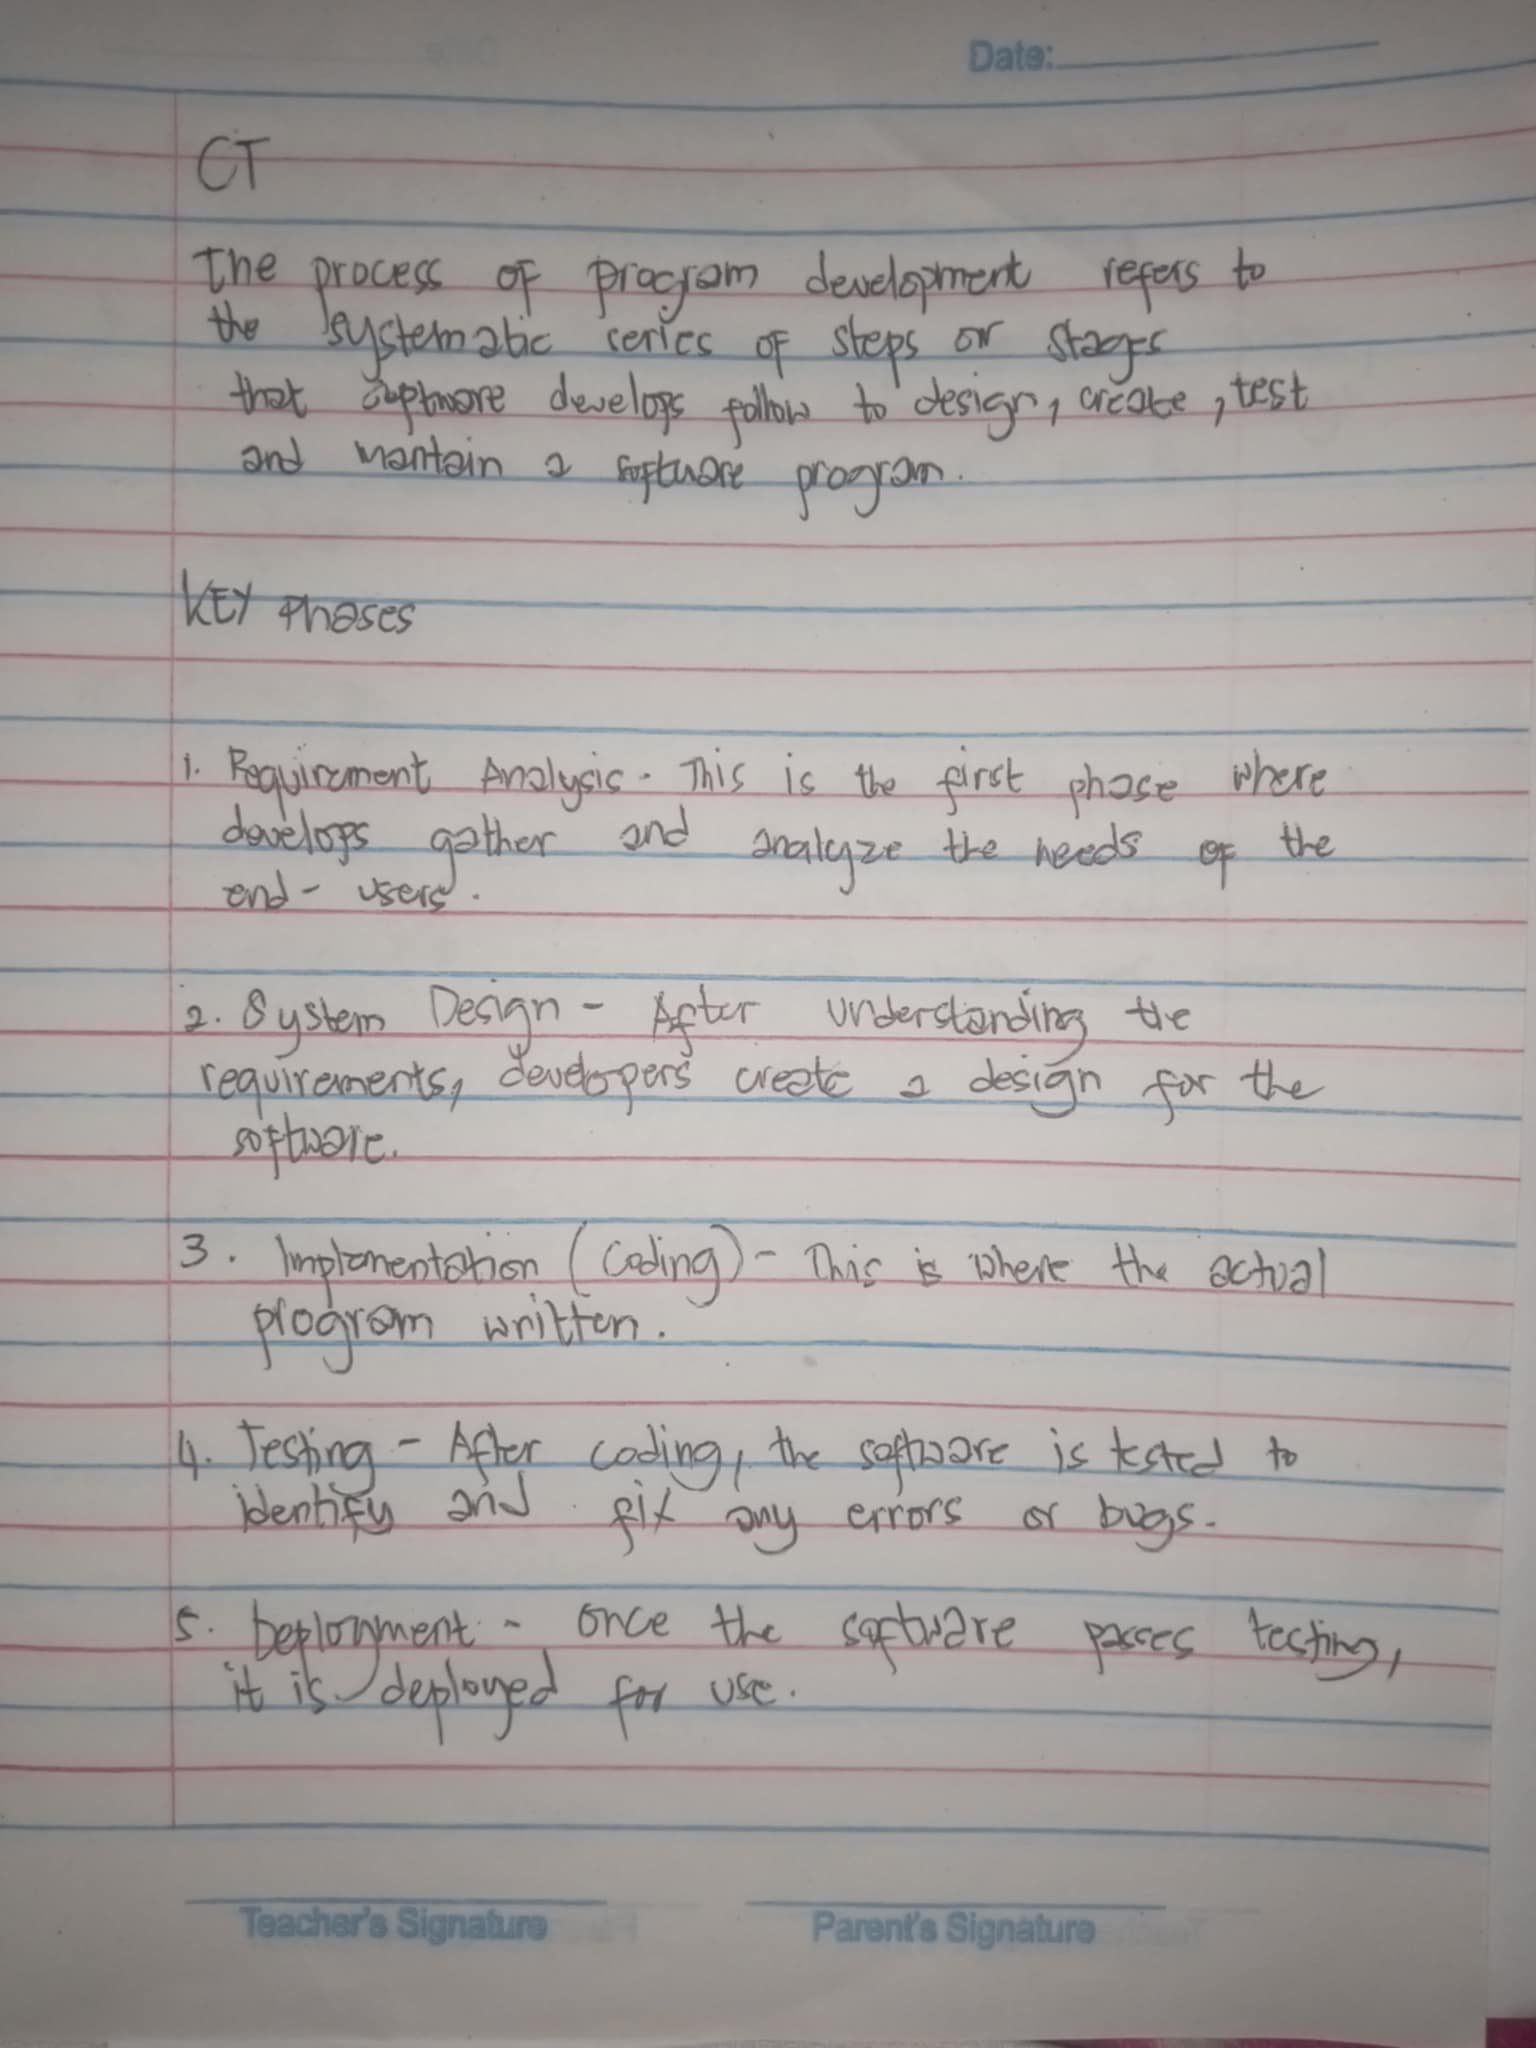 Date:
CT
The process of program development refers to
the systematic series of steps or stages
that software develops follow to design, create, test
and mantain a software program.
KEY Phases
1. Requirement Analysis - This is the first phase where
develops gather and analyze the needs of the
end - users.
2. System Design - After understanding the
requirements, developers create a design for the
software.
3. Implementation (Coding) - This is where the actual
program written.
4. Testing - After coding, the software is tested to
identify and fix any errors or bugs.
5. Deployment - Once the software passes testing,
it is deployed for use.
Teacher's Signature
Parent's Signature